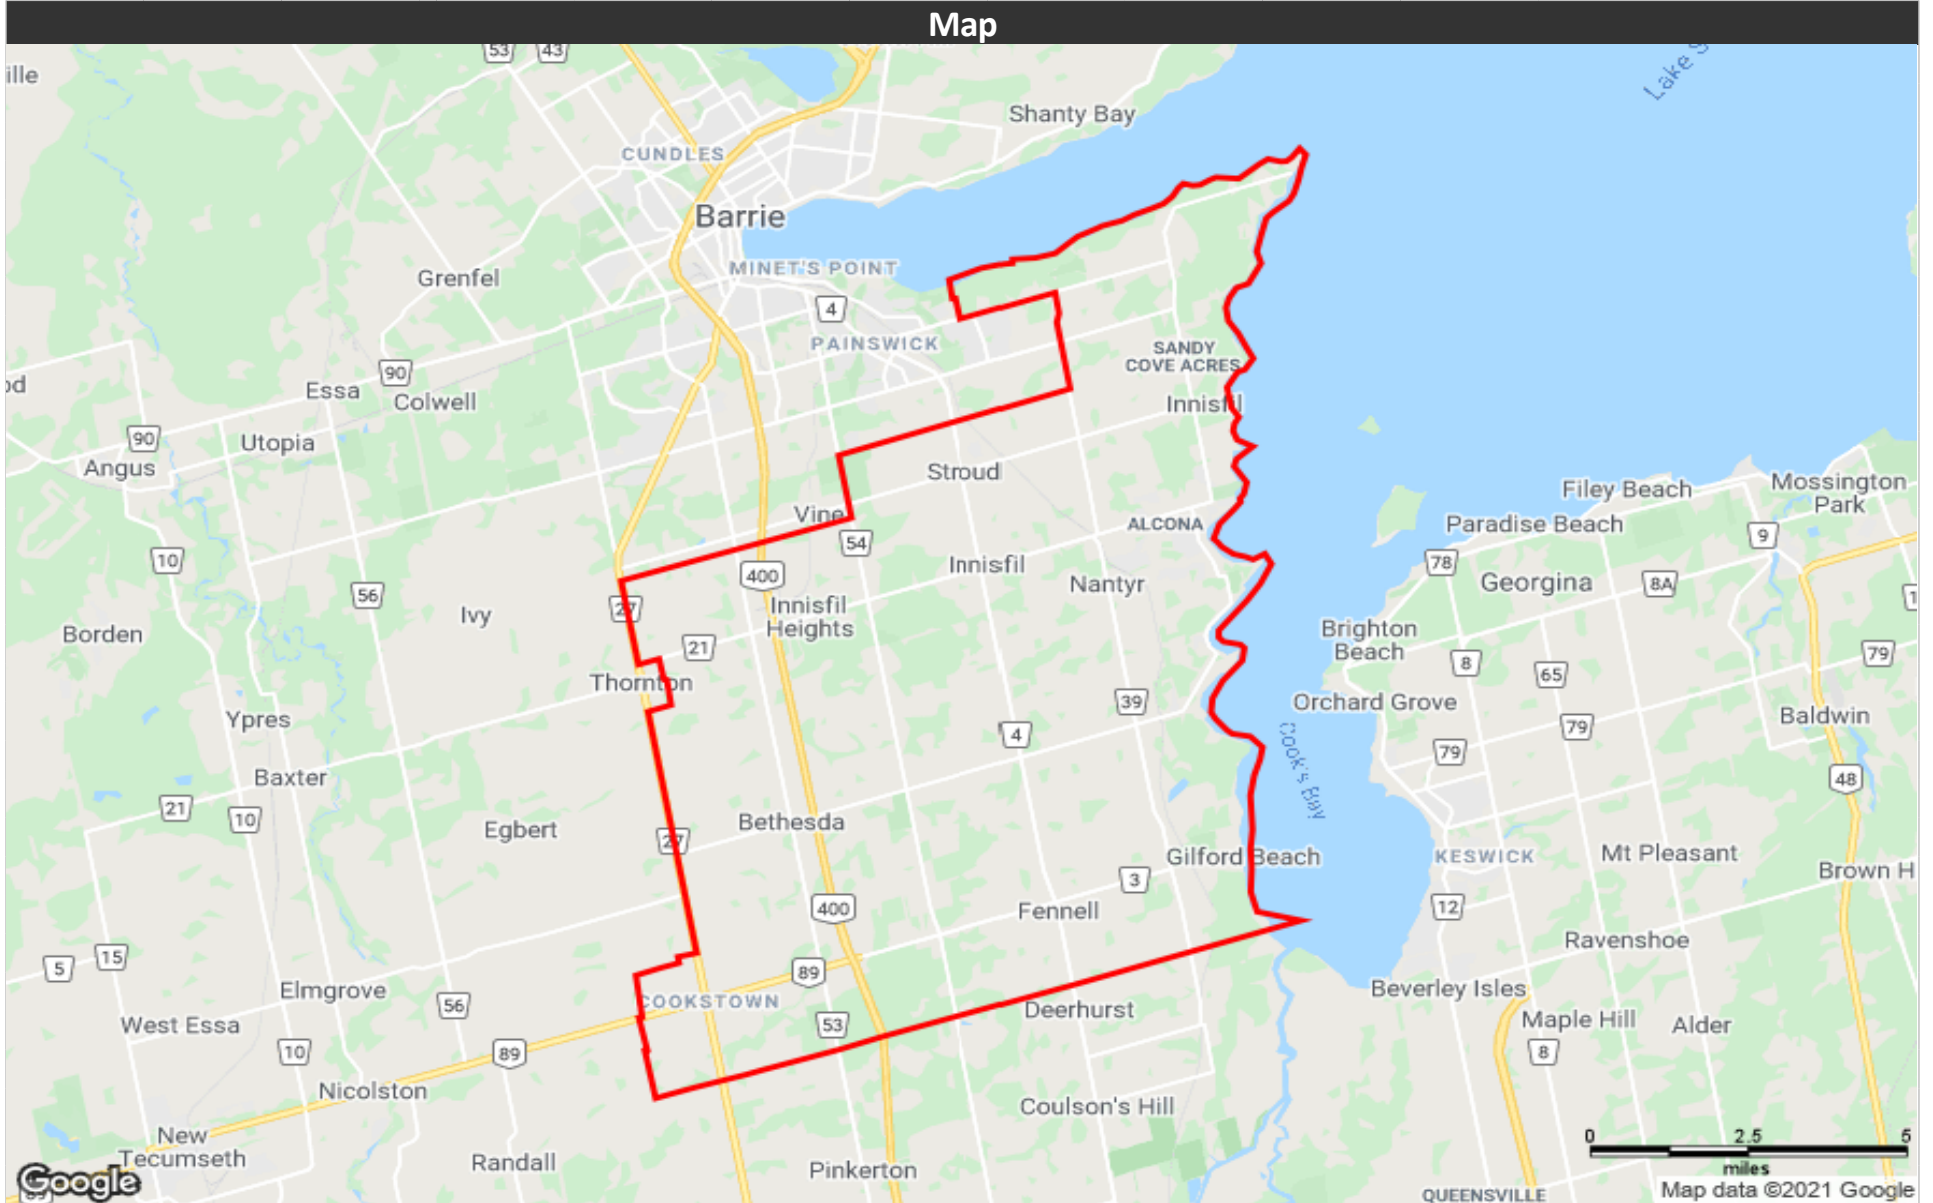 Map
53
43
ille
Lake S
Shanty Bay
CUNDLES
Barrie
MINET'S POINT
Grenfel
4
PAINSWICK
SANDY
COVE ACRES
90
od
Essa
Colwell
Innisfil
90
Utopia
Angus
Stroud
Filey Beach
Mossington
Park
Vine
ALCONA
Paradise Beach
9
54
10
Innisfil
78
400
Nantyr
Georgina
8A
1
56
Ivy
27
Innisfil
Heights
Borden
Brighton
Beach
21
8
79
Thornton
65
39
Orchard Grove
Ypres
4
Cook's Bay
79
Baldwin
79
Baxter
48
21
10
Egbert
Bethesda
27
Gilford Beach
KESWICK
Mt Pleasant
Brown H
3
400
Fennell
12
Ravenshoe
15
5
89
Elmgrove
COOKSTOWN
Beverley Isles
56
Deerhurst
West Essa
53
Maple Hill
Alder
10
89
8
Nicolston
Coulson's Hill
New
Tecumseth
0 2.5 5
miles
Randall
Pinkerton
Google
89
QUEENSVILLE
Map data ©2021 Google